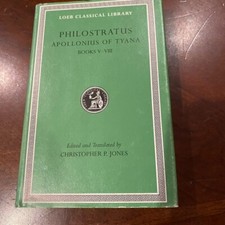 LOEB CLASSICAL LIBRARY
PHILOSTRATUS
APOLLONIUS OF TYANA
BOOKS V–VIII
Edited and Translated by
CHRISTOPHER P. JONES